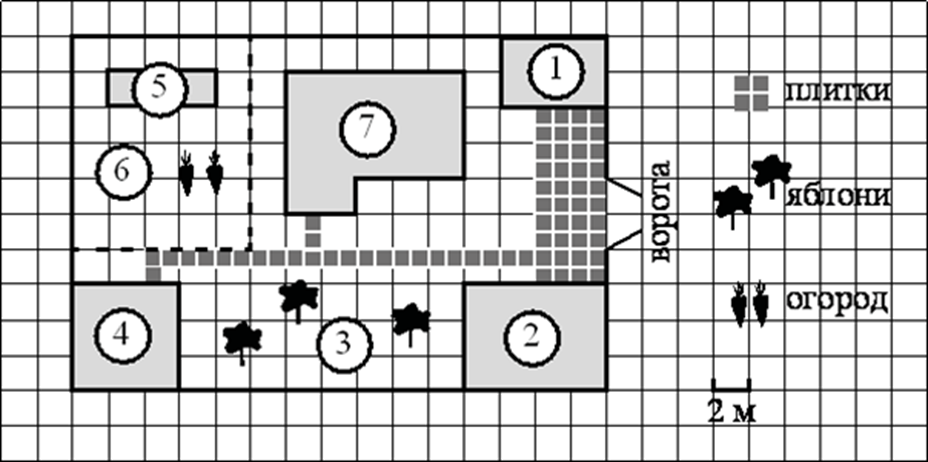 1
5
плитки
7
6
ворота
яблони
огород
4
3
2
2 м